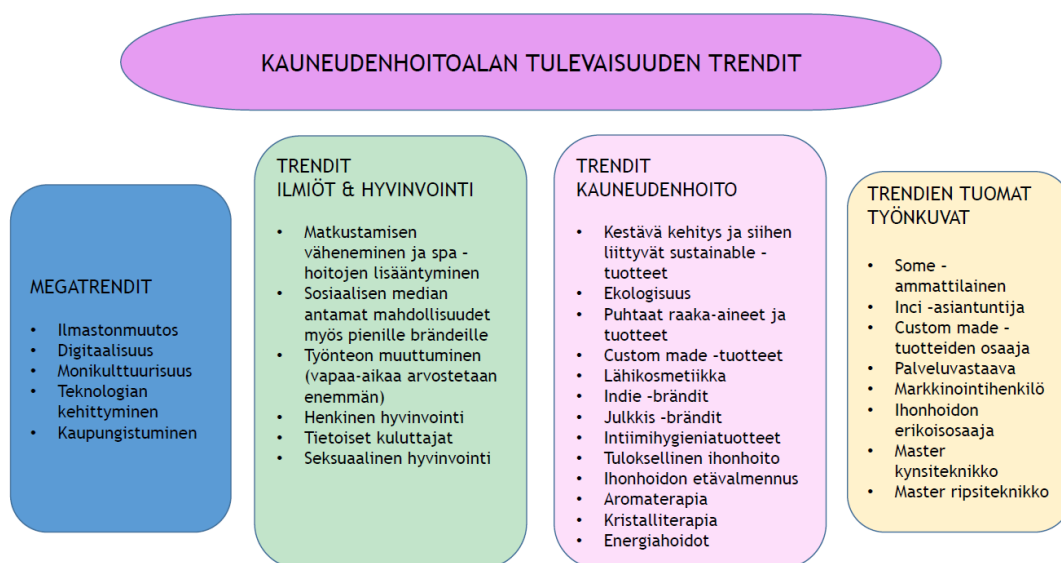 KAUNEUDENHOITOALAN TULEVAISUUDEN TRENDIT
MEGATRENDIT
• Ilmastonmuutos
• Digitaalisuus
• Monikulttuurisuus
• Teknologian
kehittyminen
• Kaupungistuminen
TRENDIT
ILMIÖT & HYVINVOINTI
• Matkustamisen
väheneminen ja spa -
hoitojen lisääntyminen
• Sosiaalisen median
antamat mahdollisuudet
myös pienille brändeille
• Työnteon muuttuminen
(vapaa-aikaa arvostetaan
enemmän)
• Henkinen hyvinvointi
• Tietoiset kuluttajat
• Seksuaalinen hyvinvointi
TRENDIT
KAUNEUDENHOITO
• Kestävä kehitys ja siihen
liittyvät sustainable -
tuotteet
• Ekologisuus
• Puhtaat raaka-aineet ja
tuotteet
• Custom made -tuotteet
• Lähikosmetiikka
• Indie -brändit
• Julkkis -brändit
• Intiimihygieniatuotteet
• Tuloksellinen ihonhoito
• Ihonhoidon etävalmennus
• Aromaterapia
• Kristalliterapia
• Energiahoidot
TRENDIEN TUOMAT
TYÖNKUVAT
• Some -
ammattilainen
• Inci -asiantuntija
• Custom made -
tuotteiden osaaja
• Palveluvastaava
• Markkinointihenkilö
• Ihonhoidon
erikoisosaaja
• Master
kynsiteknikko
• Master ripsiteknikko